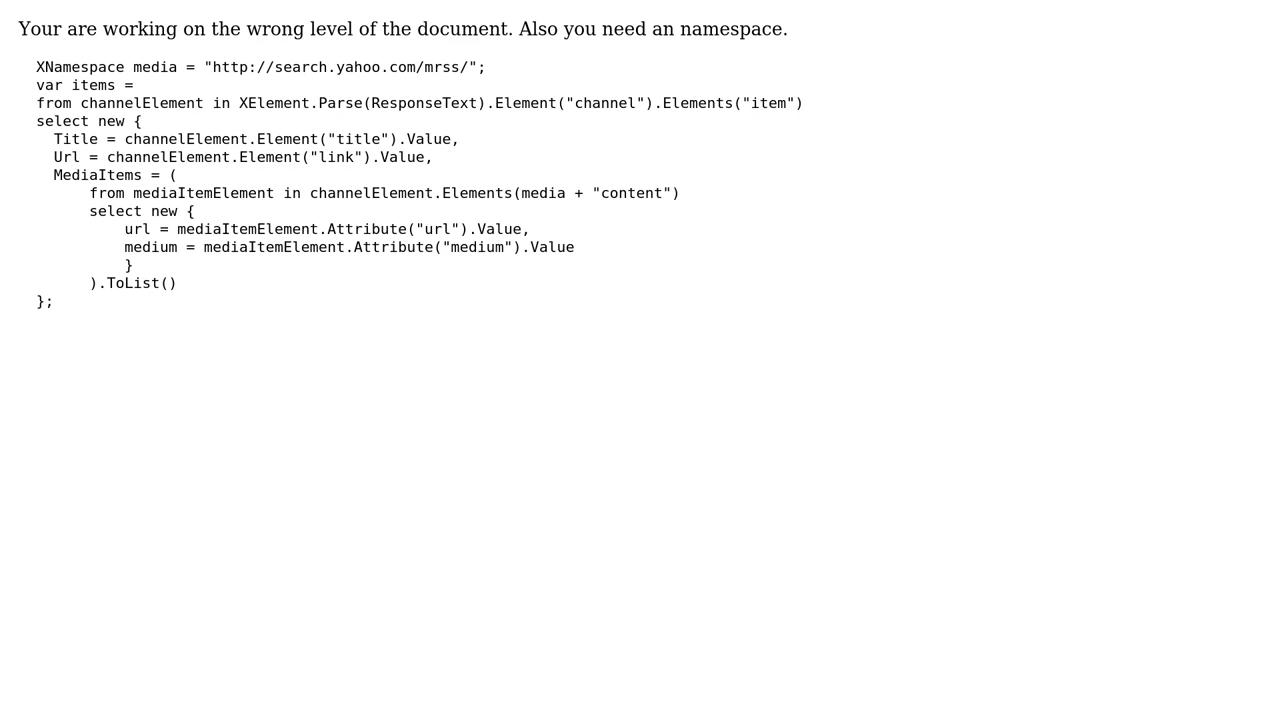 Your are working on the wrong level of the document. Also you need an namespace.
XNamespace media = "http://search.yahoo.com/mrss/";
var items =
from channelElement in XElement.Parse(ResponseText).Element("channel").Elements("item")
select new {
  Title = channelElement.Element("title").Value,
  Url = channelElement.Element("link").Value,
  MediaItems = (
      from mediaItemElement in channelElement.Elements(media + "content")
      select new {
          url = mediaItemElement.Attribute("url").Value,
          medium = mediaItemElement.Attribute("medium").Value
          }
      ).ToList()
};